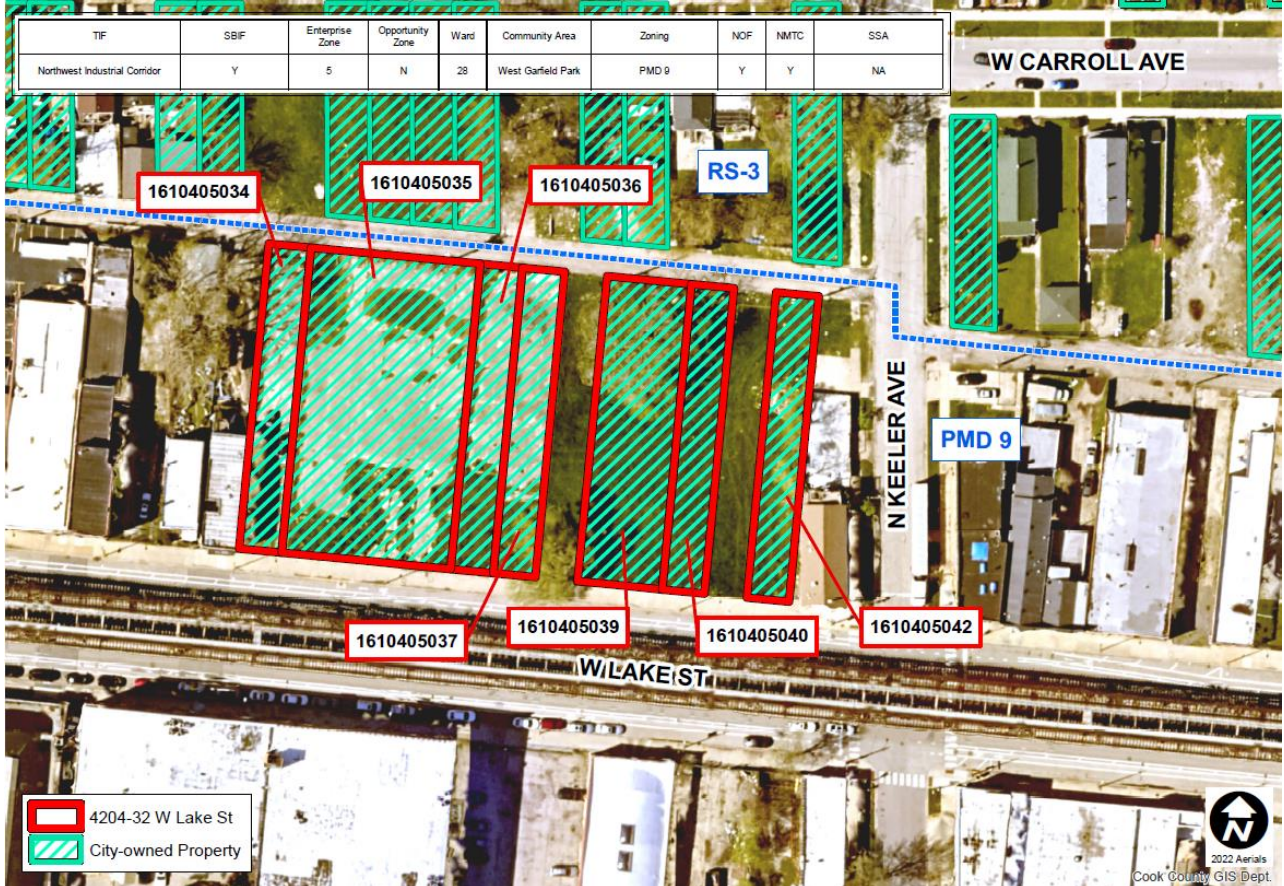 TIF SBIF Enterprise Zone Opportunity Zone Ward Community Area Zoning NOF NMTC SSA
Northwest Industrial Corridor Y 5 N 28 West Garfield Park PMD 9 Y Y NA
W CARROLL AVE
RS-3
1610405034
1610405035
1610405036
N KEELER AVE
PMD 9
1610405037
1610405039
1610405040
1610405042
W LAKE ST
4204-32 W Lake St
City-owned Property
N
2022 Aerials
Cook County GIS Dept.